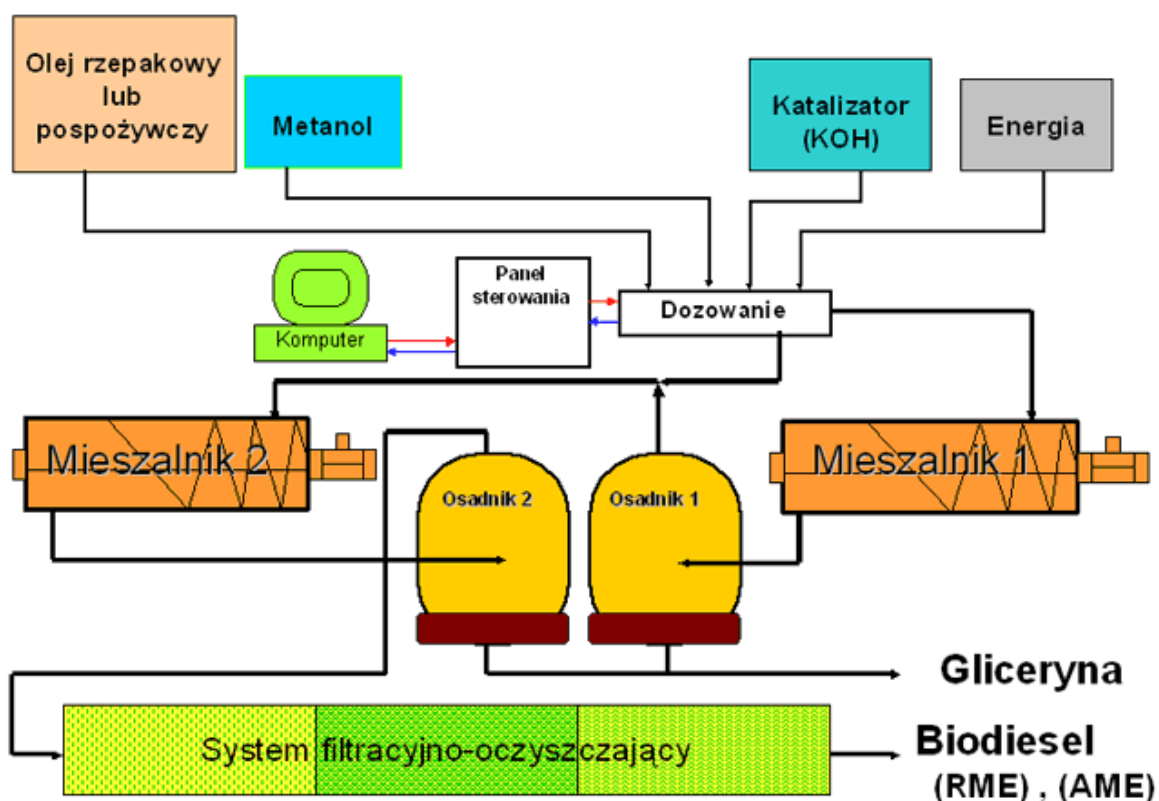 Olej rzepakowy
lub
pospożywczy
Metanol
Katalizator
(KOH)
Energia
Panel
sterowania
Dozowanie
Komputer
Mieszalnik 2
Mieszalnik 1
Osadnik 2
Osadnik 1
Gliceryna
System filtracyjno-oczyszczający
Biodiesel
(RME) , (AME)